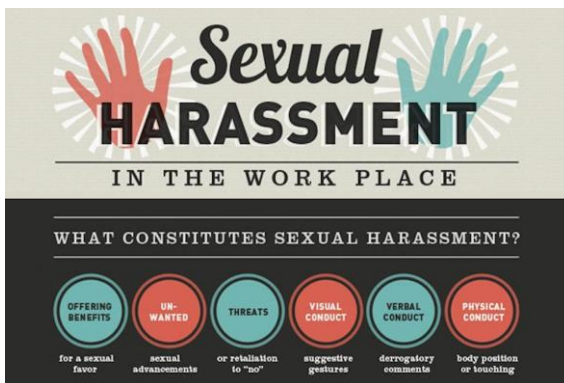 Sexual
HARASSMENT
IN THE WORK PLACE
WHAT CONSTITUTES SEXUAL HARASSMENT?
OFFERING
BENEFITS
for a sexual
favor
UN-
WANTED
sexual
advancements
THREATS
or retaliation
to "no"
VISUAL
CONDUCT
suggestive
gestures
VERBAL
CONDUCT
derrogatory
comments
PHYSICAL
CONDUCT
body position
or touching